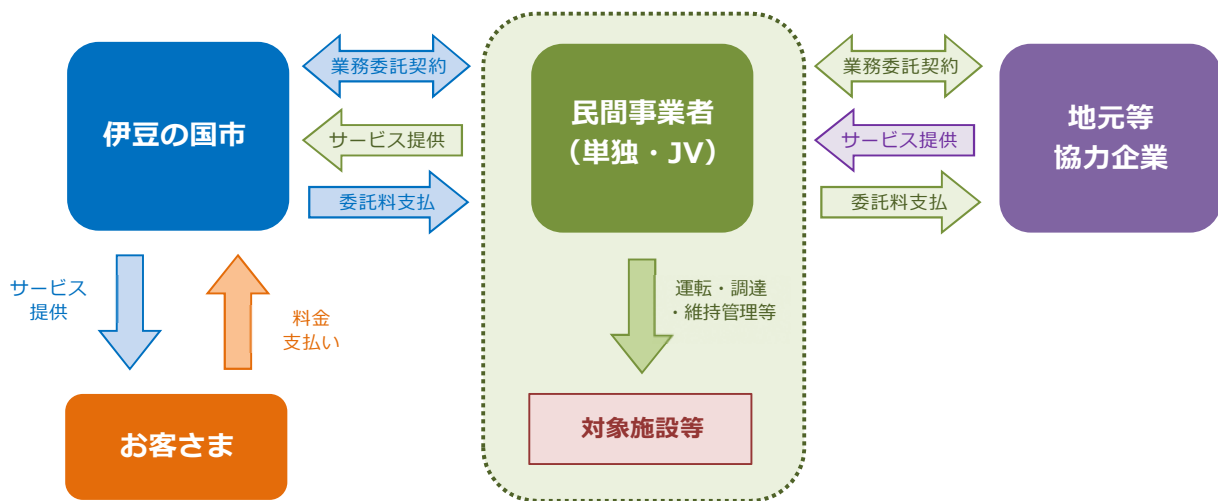 伊豆の国市
業務委託契約
サービス提供
委託料支払
民間事業者
（単独・JV）
業務委託契約
サービス提供
委託料支払
地元等
協力企業
サービス
提供
料金
支払い
運転・調達
・維持管理等
お客さま
対象施設等